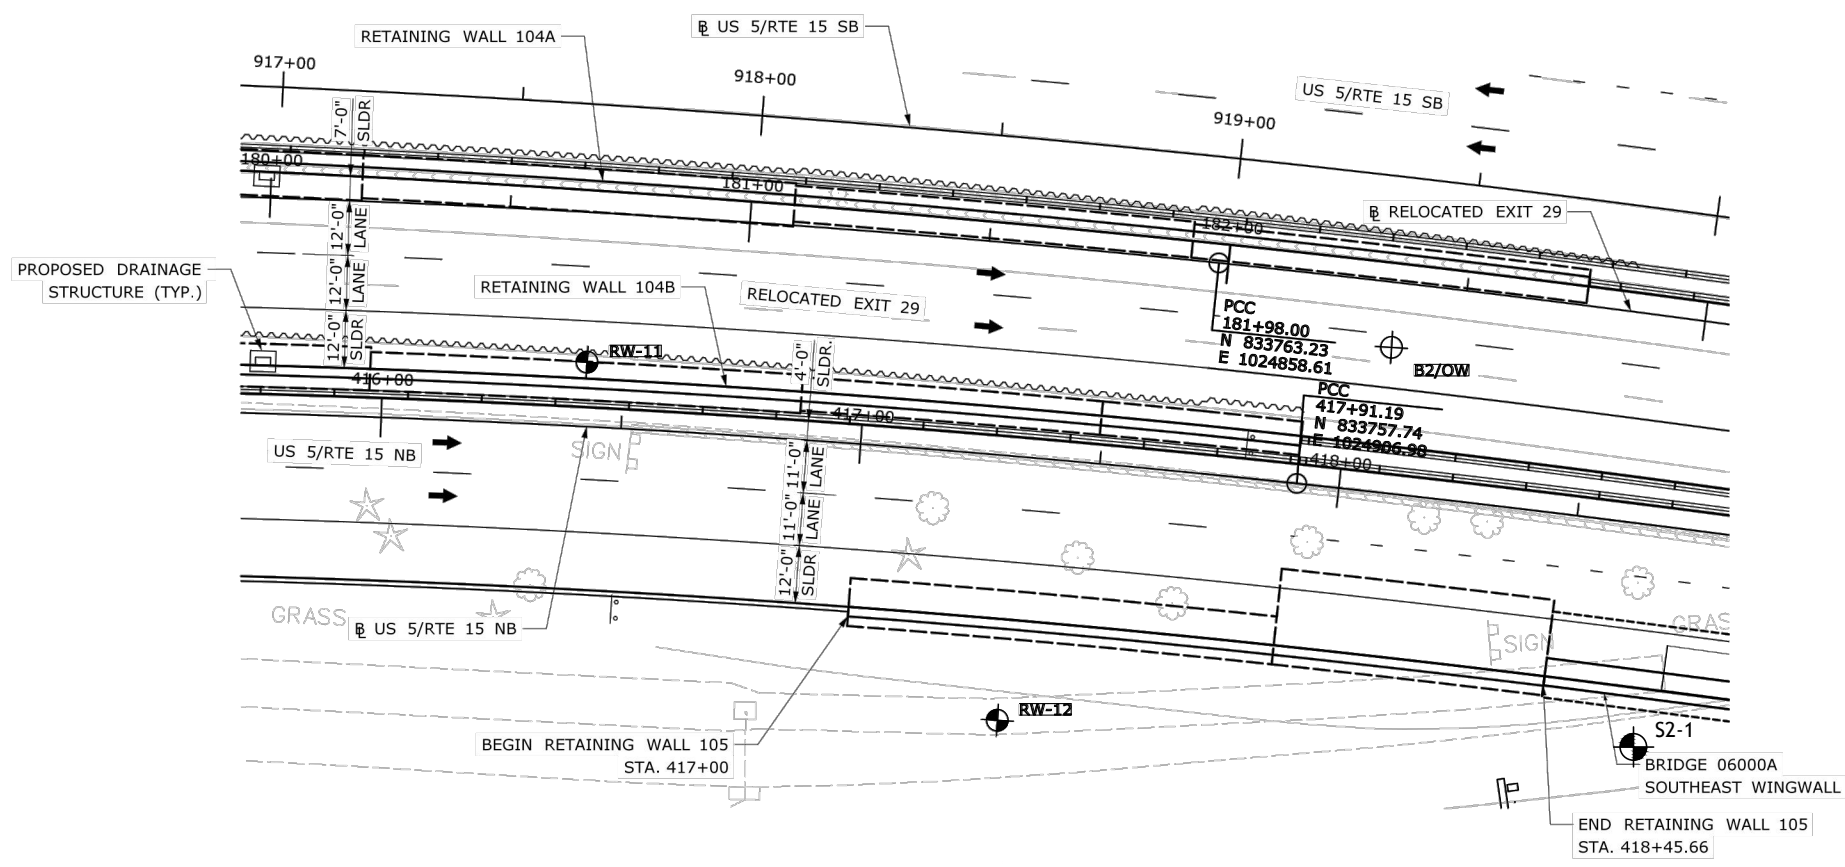 RETAINING WALL 104A
℄ US 5/RTE 15 SB
917+00
918+00
919+00
US 5/RTE 15 SB
7'-0"
SLDR
180+00
181+00
182+00
℄ RELOCATED EXIT 29
12'-0"
LANE
12'-0"
LANE
12'-0"
SLDR
PROPOSED DRAINAGE
STRUCTURE (TYP.)
RETAINING WALL 104B
RELOCATED EXIT 29
PCC
181+98.00
N 833763.23
E 1024858.61
RW-11
4'-0"
SLDR.
B2/OW
416+00
417+00
PCC
417+91.19
N 833757.74
E 1024906.98
418+00
US 5/RTE 15 NB
SIGN
11'-0"
LANE
11'-0"
LANE
12'-0"
SLDR
GRASS
℄ US 5/RTE 15 NB
SIGN
GRAS
RW-12
BEGIN RETAINING WALL 105
STA. 417+00
S2-1
BRIDGE 06000A
SOUTHEAST WINGWALL
END RETAINING WALL 105
STA. 418+45.66